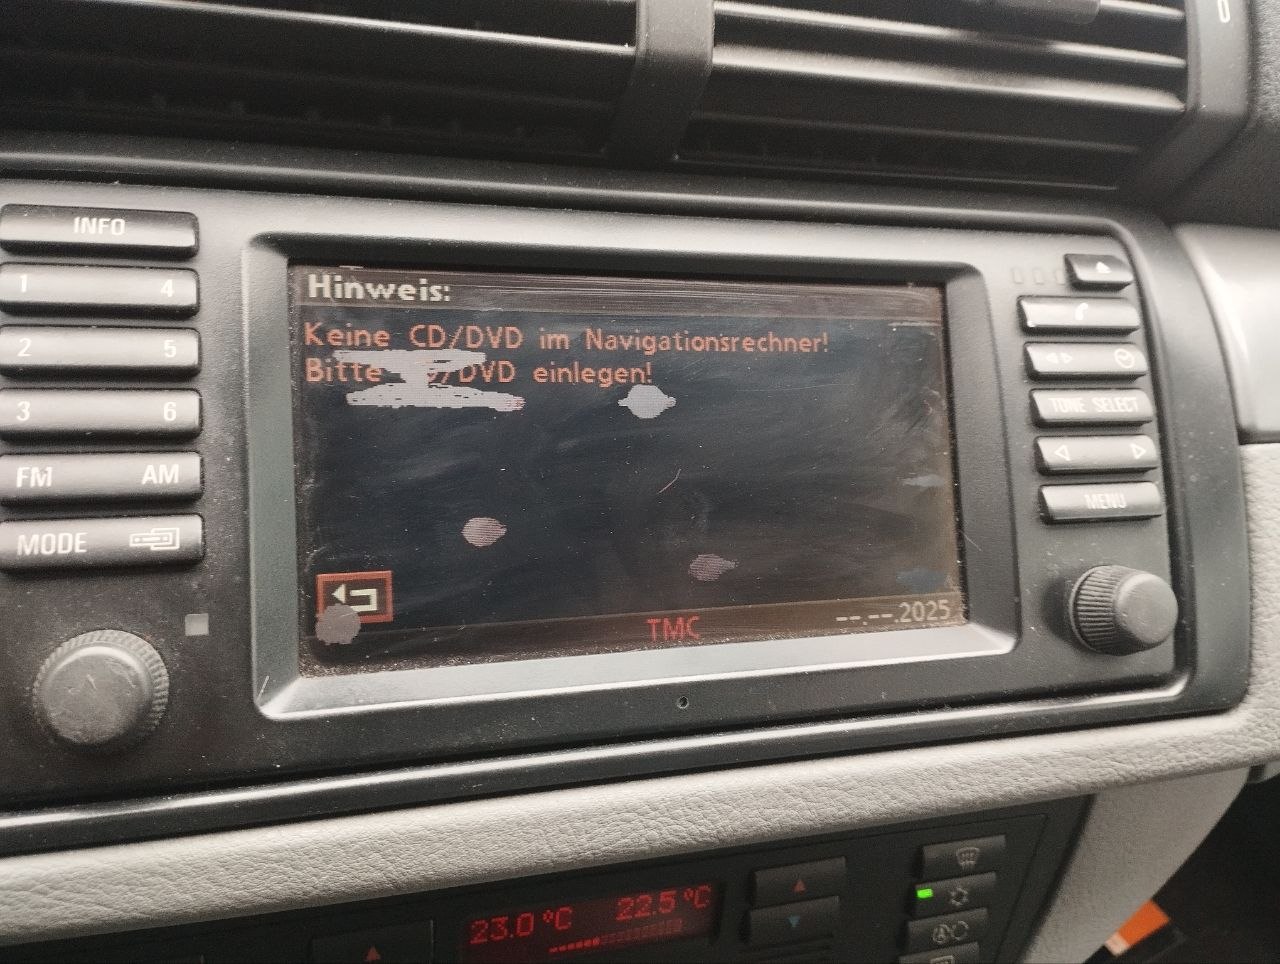 INFO
1 4
2 5
3 6
FM AM
MODE
Hinweis:
Keine CD/DVD im Navigationsrechner!
Bitte /DVD einlegen!
TMC
--.--.2025
TONE SELECT
MENU
23.0 °C 22.5 °C